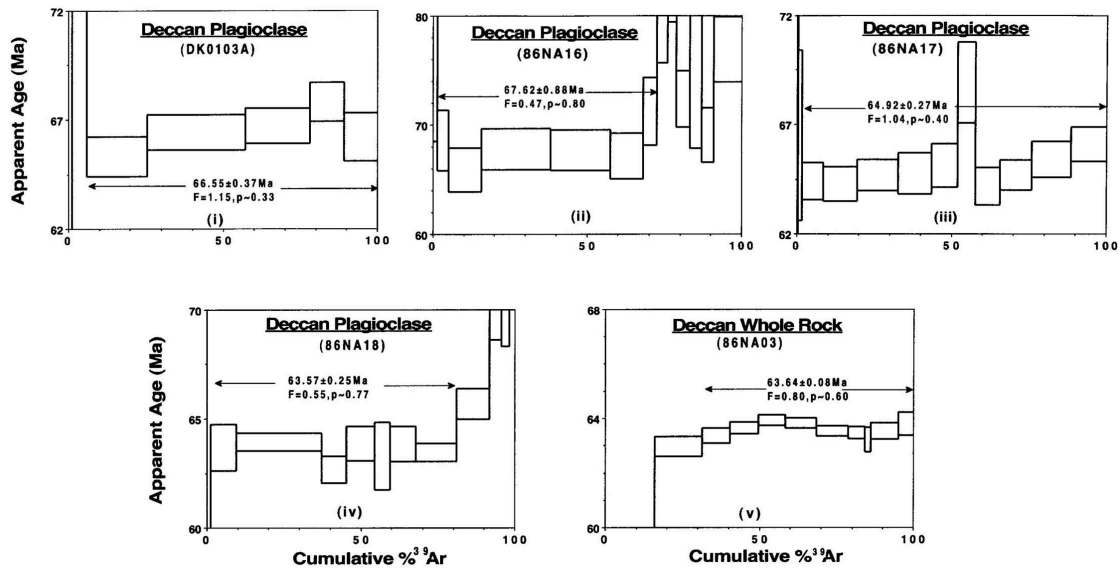 Deccan Plagioclase
(DK0103A)
Apparent Age (Ma)
72
67
62
66.55±0.37Ma
F=1.15,p~0.33
(i)
0
50
100
Deccan Plagioclase
(86NA16)
80
70
60
67.62±0.88Ma
F=0.47,p~0.80
(ii)
0
50
100
Deccan Plagioclase
(86NA17)
72
67
62
64.92±0.27Ma
F=1.04,p~0.40
(iii)
0
50
100
Deccan Plagioclase
(86NA18)
Apparent Age (Ma)
70
65
60
63.57±0.25Ma
F=0.55,p~0.77
(iv)
0
50
100
Cumulative %³⁹Ar
Deccan Whole Rock
(86NA03)
68
64
60
63.64±0.08Ma
F=0.80,p~0.60
(v)
0
50
100
Cumulative %³⁹Ar